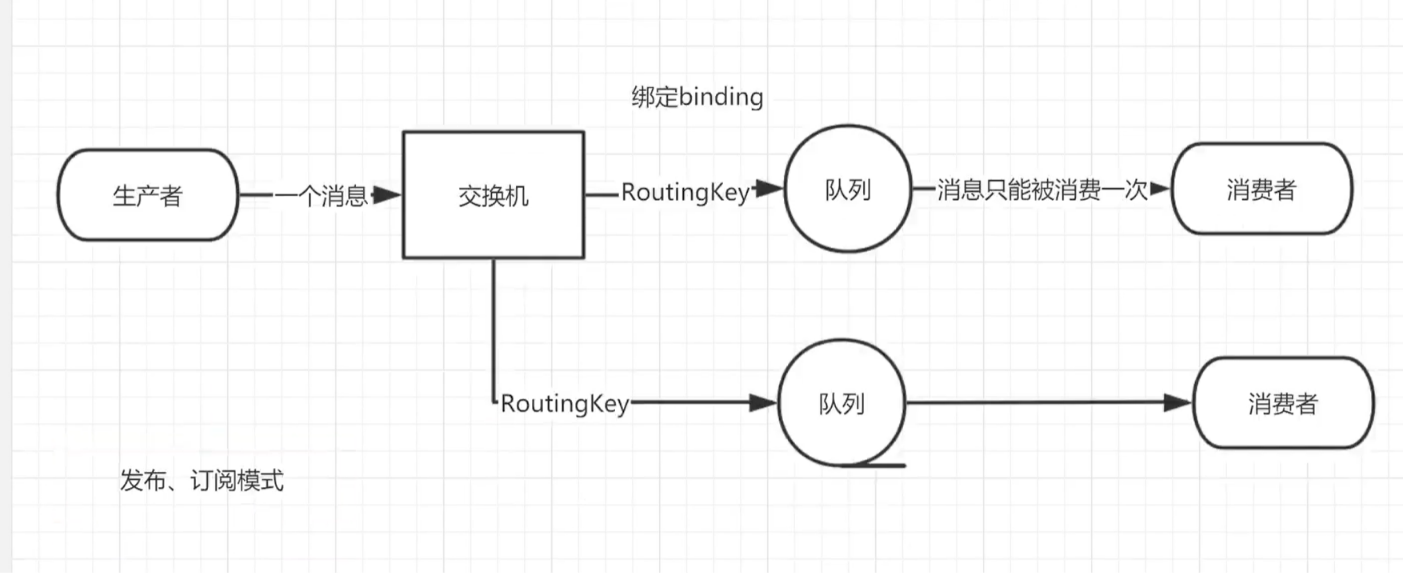 绑定binding
生产者
一个消息
交换机
RoutingKey
队列
消息只能被消费一次
消费者
RoutingKey
队列
消费者
发布、订阅模式